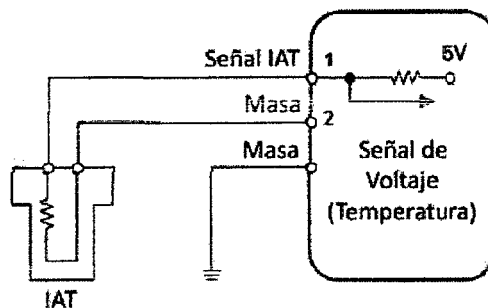 Señal IAT
1
5V
Masa
2
Masa
Señal de
Voltaje
(Temperatura)
IAT